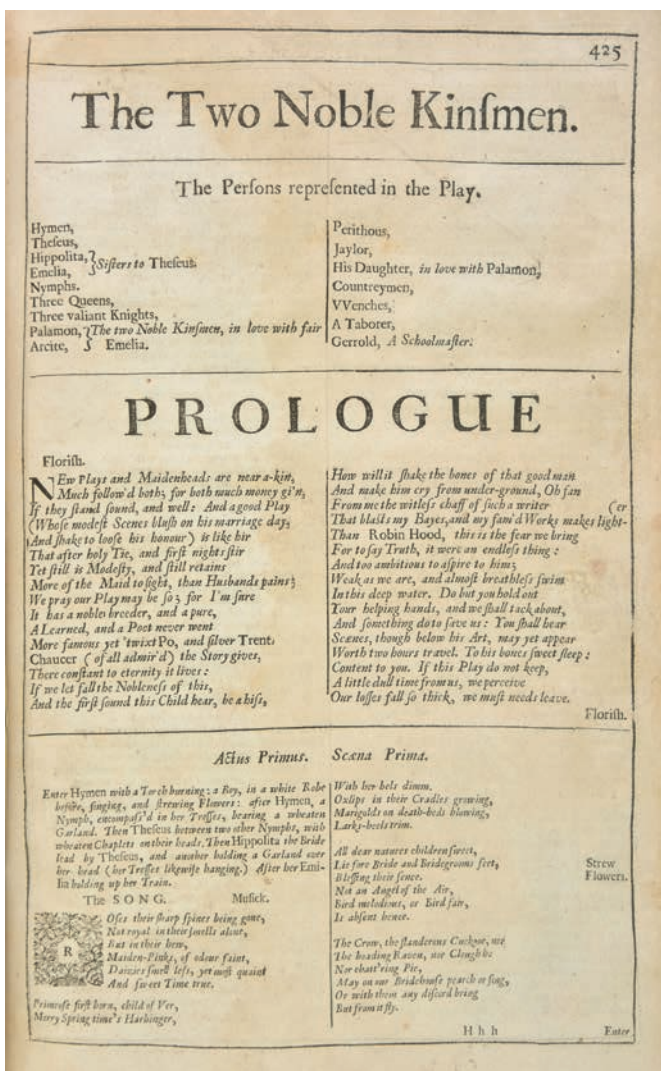 425
The Two Noble Kinſmen.
The Perſons repreſented in the Play.
Hymen,
Theſeus,
Hippolita,
Emelia, } Siſters to Theſeus.
Nymphs.
Three Queens,
Three valiant Knights,
Palamon, } The two Noble Kinſmen, in love with fair
Arcite, } Emelia.
Perithous,
Jaylor,
His Daughter, in love with Palamon,
Countreymen,
VVenches,
A Taborer,
Gerrold, A Schoolmaſter.
PROLOGUE
Floriſh.
NEw Plays and Maidenheads are near a-kin,
Much follow'd both; for both much money gi'n,
If they ſtand ſound, and well: And a good Play
(Whoſe modeſt Scenes bluſh on his marriage day,
And ſhake to looſe his honour) is like hir
That after holy Tie, and firſt nights ſtir
Yet ſtill is Modeſty, and ſtill retains
More of the Maid to ſight, than Husbands pains;
We pray our Play may be ſo; for I'm ſure
It has a noble breeder, and a pure,
A Learned, and a Poet never went
More famous yet 'twixt Po, and ſilver Trent.
Chaucer (of all admir'd) the Story gives,
There conſtant to eternity it lives:
If we let fall the Nobleneſs of this,
And the firſt ſound this Child hear, be a hiſs,
How will it ſhake the bones of that good man
And make him cry from under-ground, Oh fan
From me the witleſs chaff of ſuch a writer (er
That blaſts my Bayes, and my fam'd Works makes light-
Than Robin Hood, this is the fear we bring
For to ſay Truth, it were an endleſs thing:
And too ambitious to aſpire to him;
Weak as we are, and almoſt breathleſs ſwim
In this deep water. Do but you hold out
Your helping hands, and we ſhall tack about,
And ſomething do to ſave us: You ſhall hear
Scænes, though below his Art, may yet appear
Worth two hours travel. To his bones ſweet ſleep:
Content to you. If this Play do not keep,
A little dull time from us, we perceive
Our loſſes fall ſo thick, we muſt needs leave.
Floriſh.
Actus Primus. Scæna Prima.
Enter Hymen with a Torch burning: a Boy, in a white Robe
before, ſinging, and ſtrewing Flowers: after Hymen, a
Nymph, encompaſs'd in her Treſſes, bearing a wheaten
Garland. Then Theſeus between two other Nymphs, with
wheaten Chaplets on their heads. Then Hippolita the Bride
lead by Theſeus, and another holding a Garland over
her head (her Treſſes likewiſe hanging.) After her Emi-
lia holding up her Train.
The SONG. Muſick.
ROſes their ſharp ſpines being gone,
Not royal in their ſmells alone,
But in their hew,
Maiden-Pinks, of odour faint,
Dazies ſmell leſs, yet moſt quaint
And ſweet Time true.
Primroſe firſt born, child of Ver,
Merry Spring time's Harbinger,
With her bels dimm.
Oxlips in their Cradles growing,
Marigolds on death-beds blowing,
Larks-heels trim.
All dear natures children ſweet,
Lie fore Bride and Bridegrooms feet, Strew
Bleſſing their ſence. Flowers.
Not an Angel of the Air,
Bird melodious, or Bird fair,
Is abſent hence.
The Crow, the ſlanderous Cuckoe, nor
The boading Raven, nor Clough he
Nor chatt'ring Pie,
May on our Bridehouſe pearch or ſing,
Or with them any diſcord bring
But from it fly.
Hhh Enter